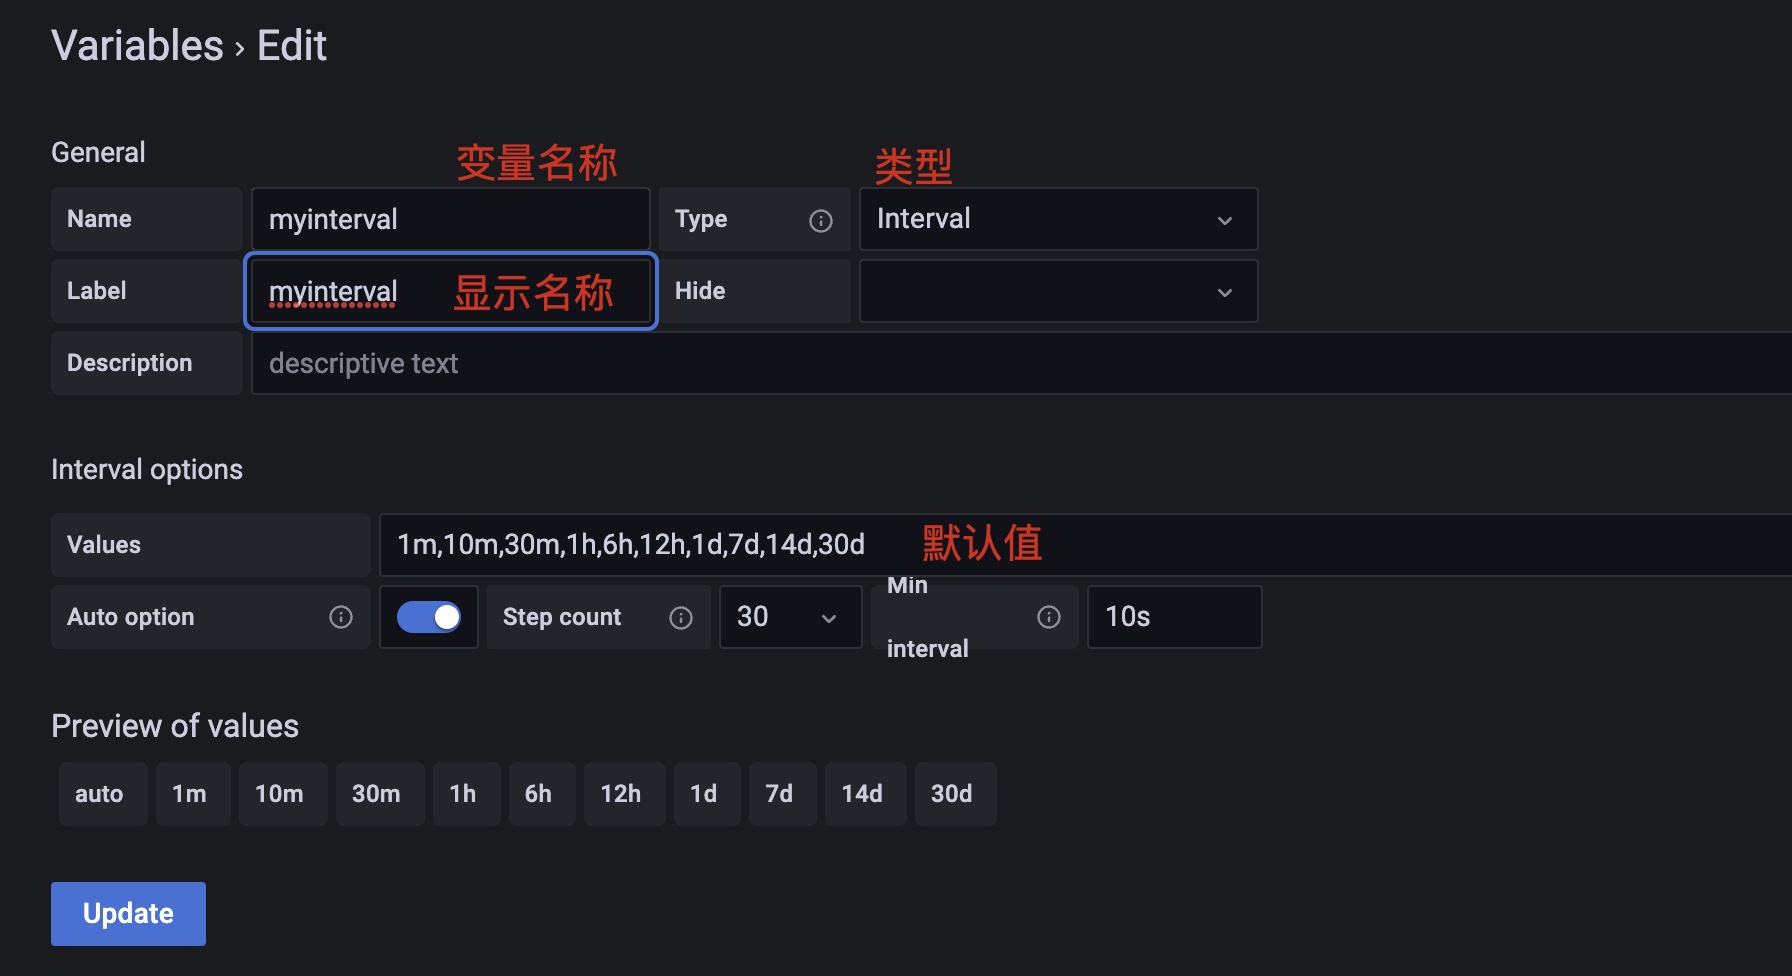 Variables › Edit
General
变量名称
类型
Name
myinterval
Type
Interval
Label
myinterval
显示名称
Hide
Description
descriptive text
Interval options
Values
1m,10m,30m,1h,6h,12h,1d,7d,14d,30d
默认值
Auto option
Step count
30
Min
interval
10s
Preview of values
auto
1m
10m
30m
1h
6h
12h
1d
7d
14d
30d
Update